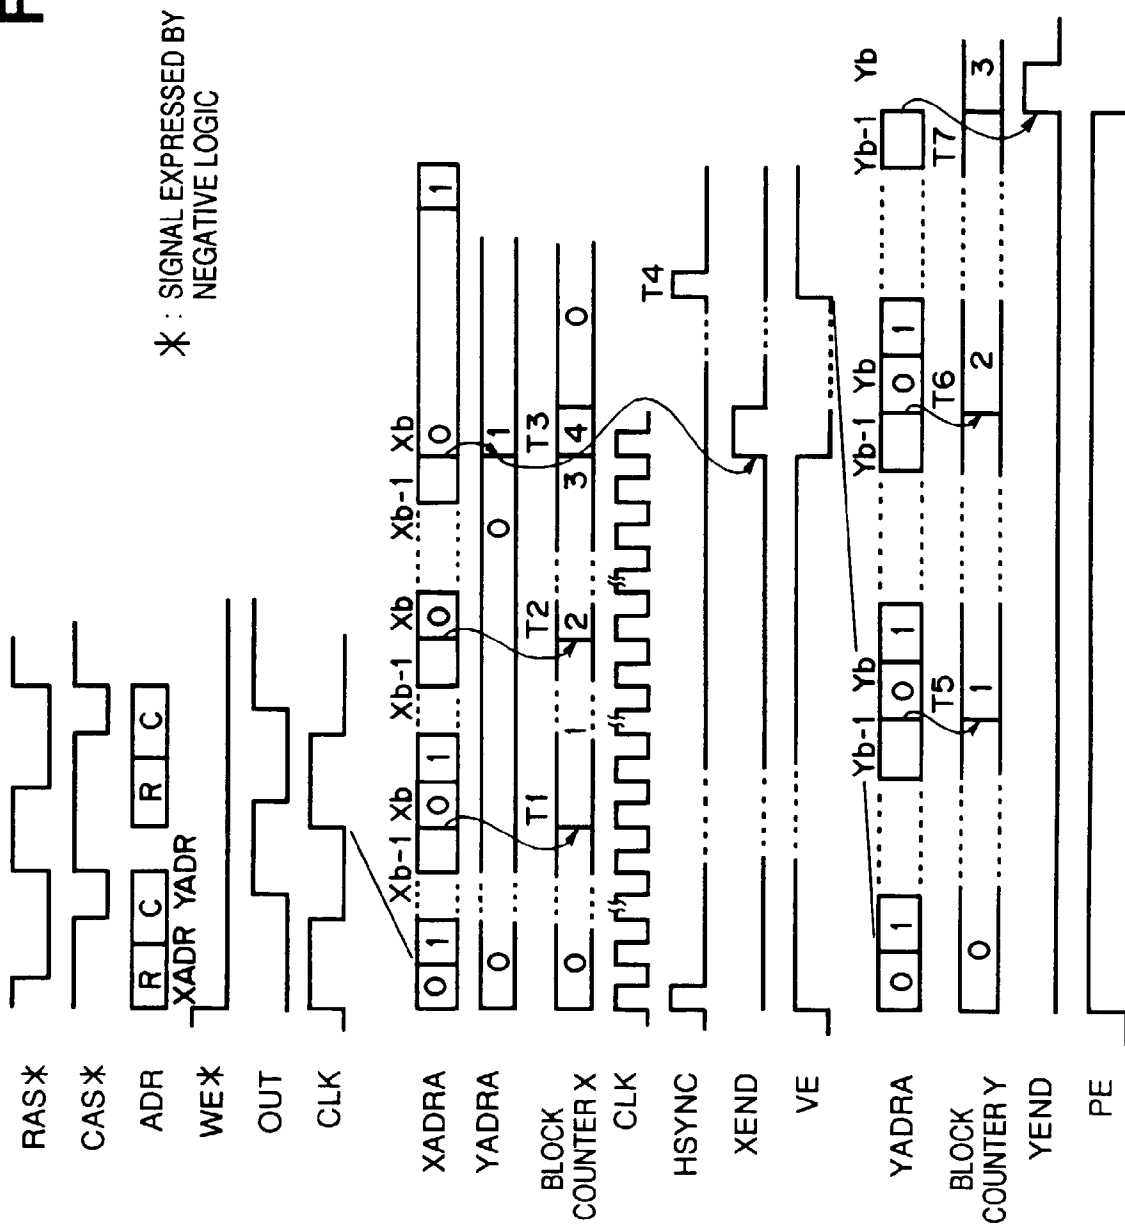 ✳ : SIGNAL EXPRESSED BY
NEGATIVE LOGIC
RAS✳
CAS✳
ADR R C R C
XADR YADR
WE✳
OUT
CLK
Xb-1 Xb Xb-1 Xb Xb-1 Xb
XADRA 0 1 0 1 0 0 1
YADRA 0 0 1
T1 T2 T3
BLOCK
COUNTER X 0 1 2 3 4 0
CLK
T4
HSYNC
XEND
VE
Yb-1 Yb Yb-1 Yb Yb-1 Yb
YADRA 0 1 0 1 0 1
T5 T6 T7
BLOCK
COUNTER Y 0 1 2 3
YEND
PE